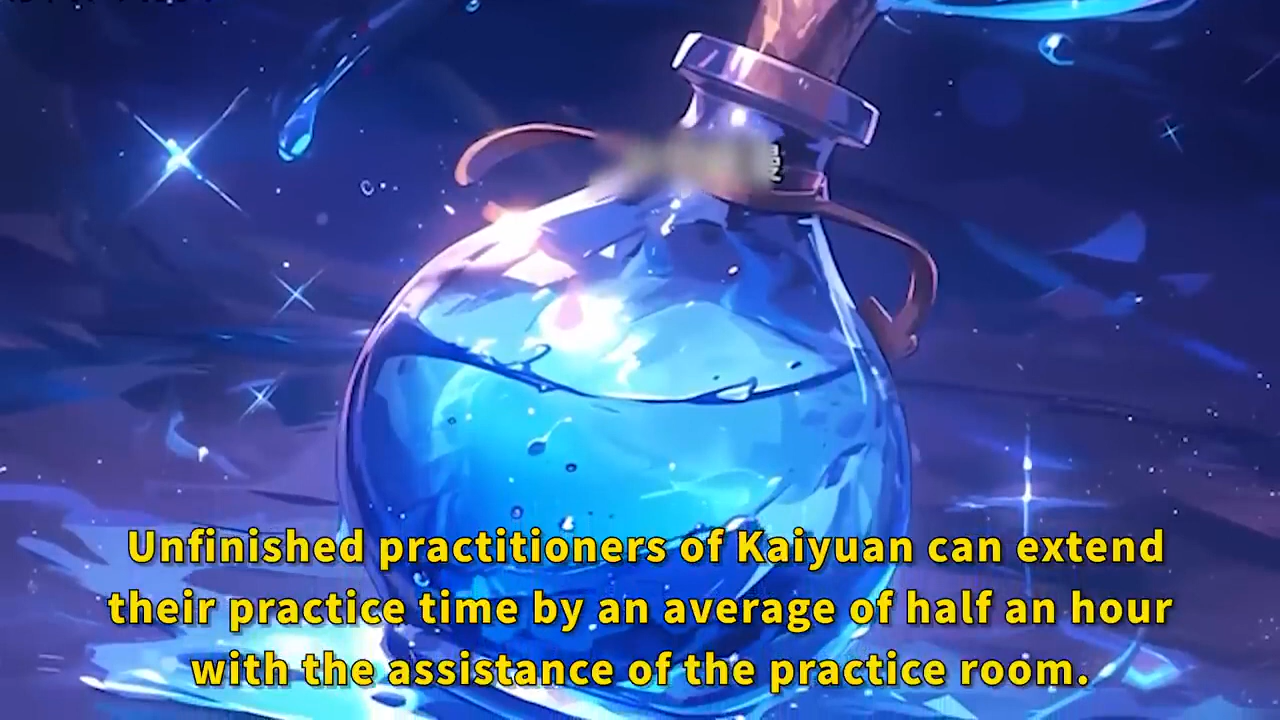 Unfinished practitioners of Kaiyuan can extend
their practice time by an average of half an hour
with the assistance of the practice room.